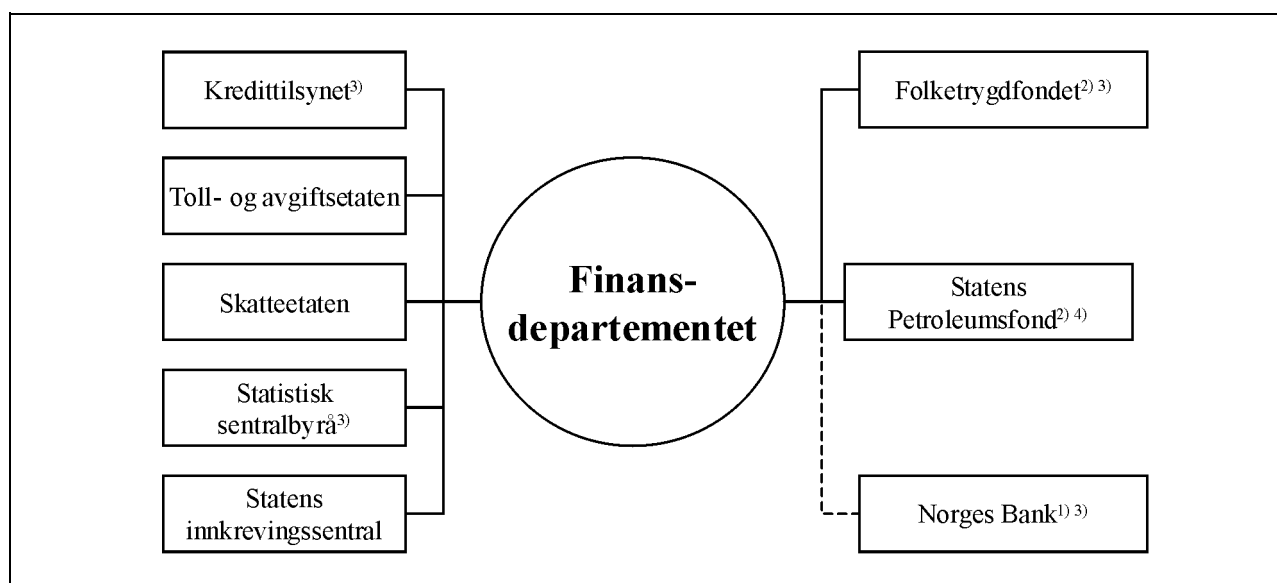 Kredittilsynet3)
Toll- og avgiftsetaten
Skatteetaten
Statistisk
sentralbyrå3)
Statens
innkrevingssentral
Finans-
departementet
Folketrygdfondet2) 3)
Statens
Petroleumsfond2) 4)
Norges Bank1) 3)